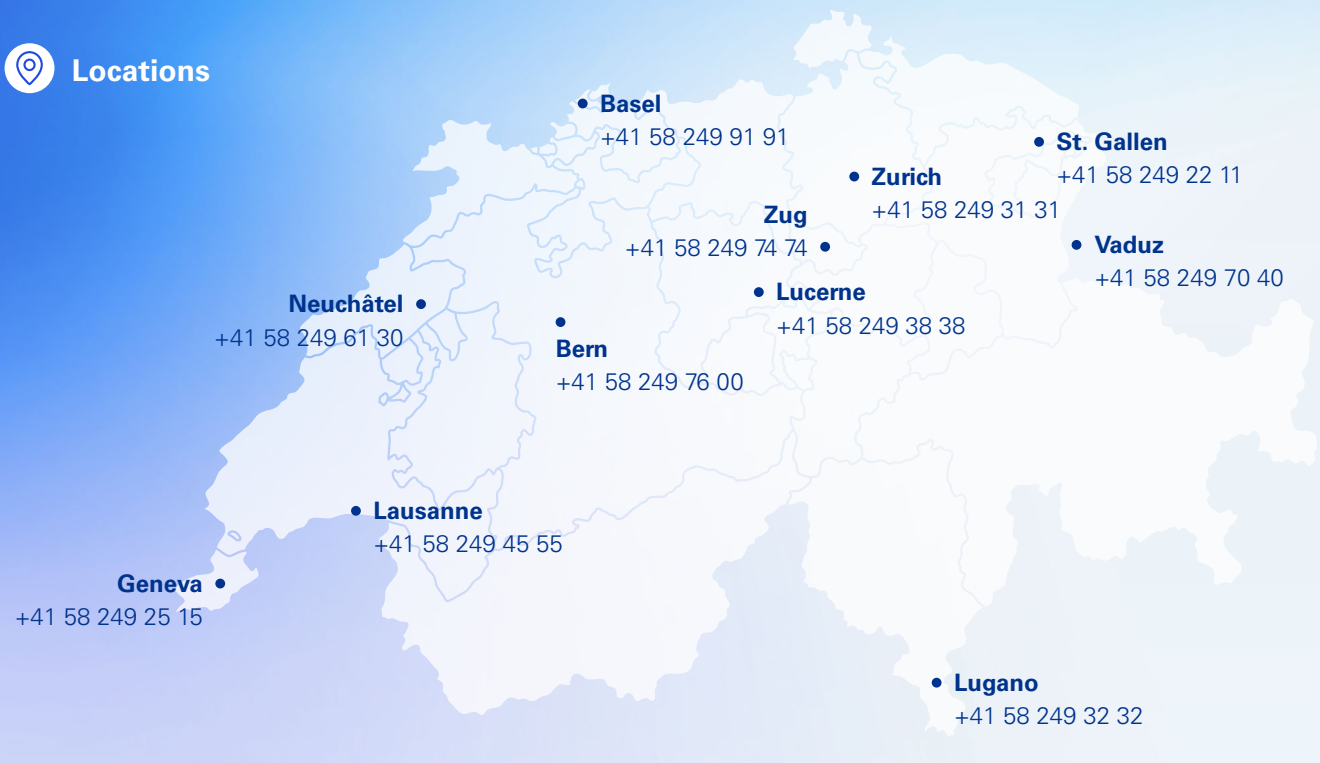 Locations
Basel
+41 58 249 91 91
St. Gallen
+41 58 249 22 11
Zurich
+41 58 249 31 31
Zug
+41 58 249 74 74
Vaduz
+41 58 249 70 40
Lucerne
+41 58 249 38 38
Neuchâtel
+41 58 249 61 30
Bern
+41 58 249 76 00
Lausanne
+41 58 249 45 55
Geneva
+41 58 249 25 15
Lugano
+41 58 249 32 32